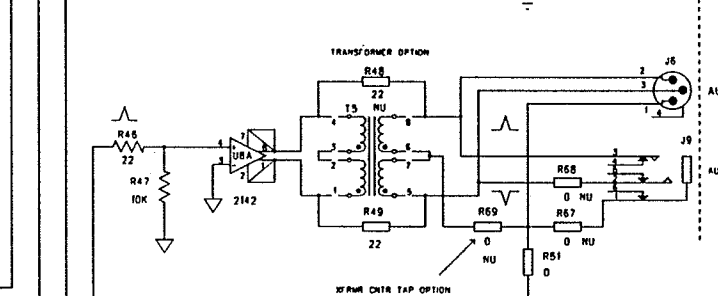 TRANSFORMER OPTION
R48
22
T5
NU
4
8
3
6
2
7
1
5
R49
22
R46
22
R47
10K
4
3
7
2
U8A
2142
J6
2
3
1
4
AU
J9
AU
R68
0 NU
R69
0
NU
R67
0 NU
R51
0
XFRMR CNTR TAP OPTION